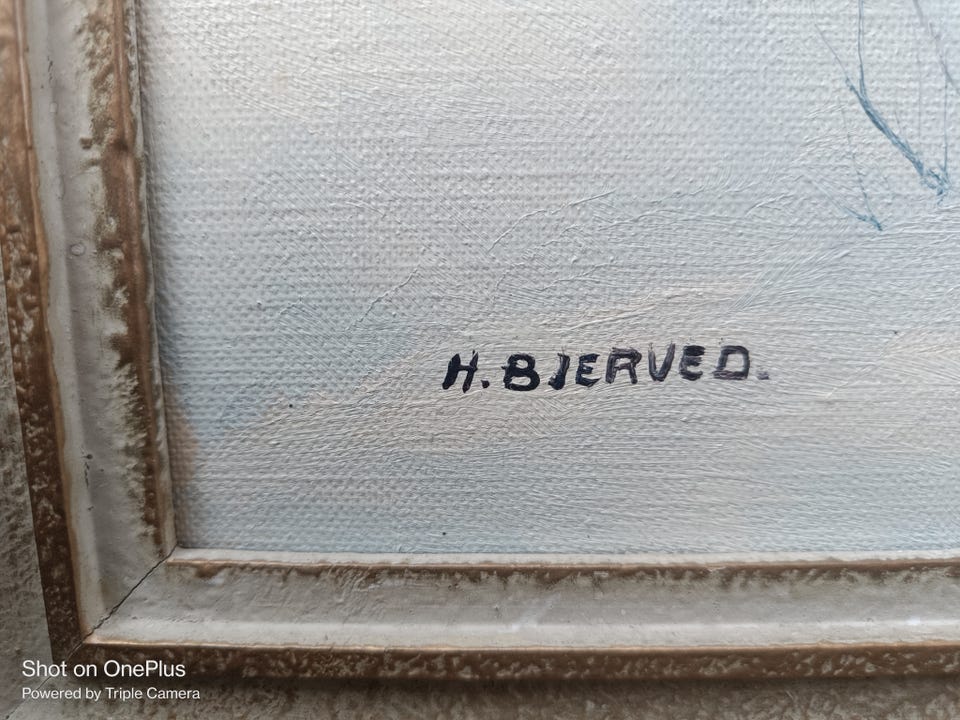 H. BJERVED.
Shot on OnePlus
Powered by Triple Camera